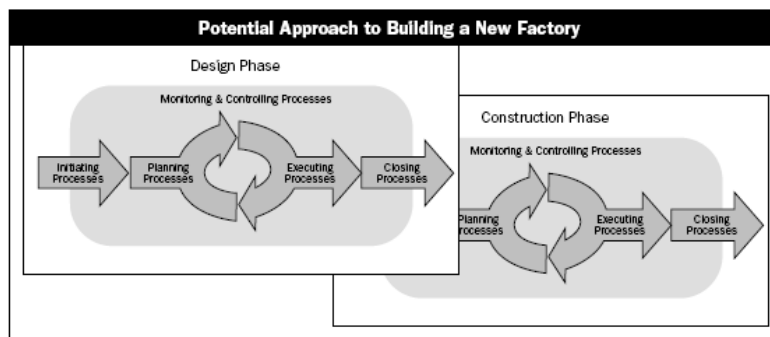 Potential Approach to Building a New Factory
Design Phase
Monitoring & Controlling Processes
Initiating
Processes
Planning
Processes
Executing
Processes
Closing
Processes
Construction Phase
Monitoring & Controlling Processes
Planning
Processes
Executing
Processes
Closing
Processes